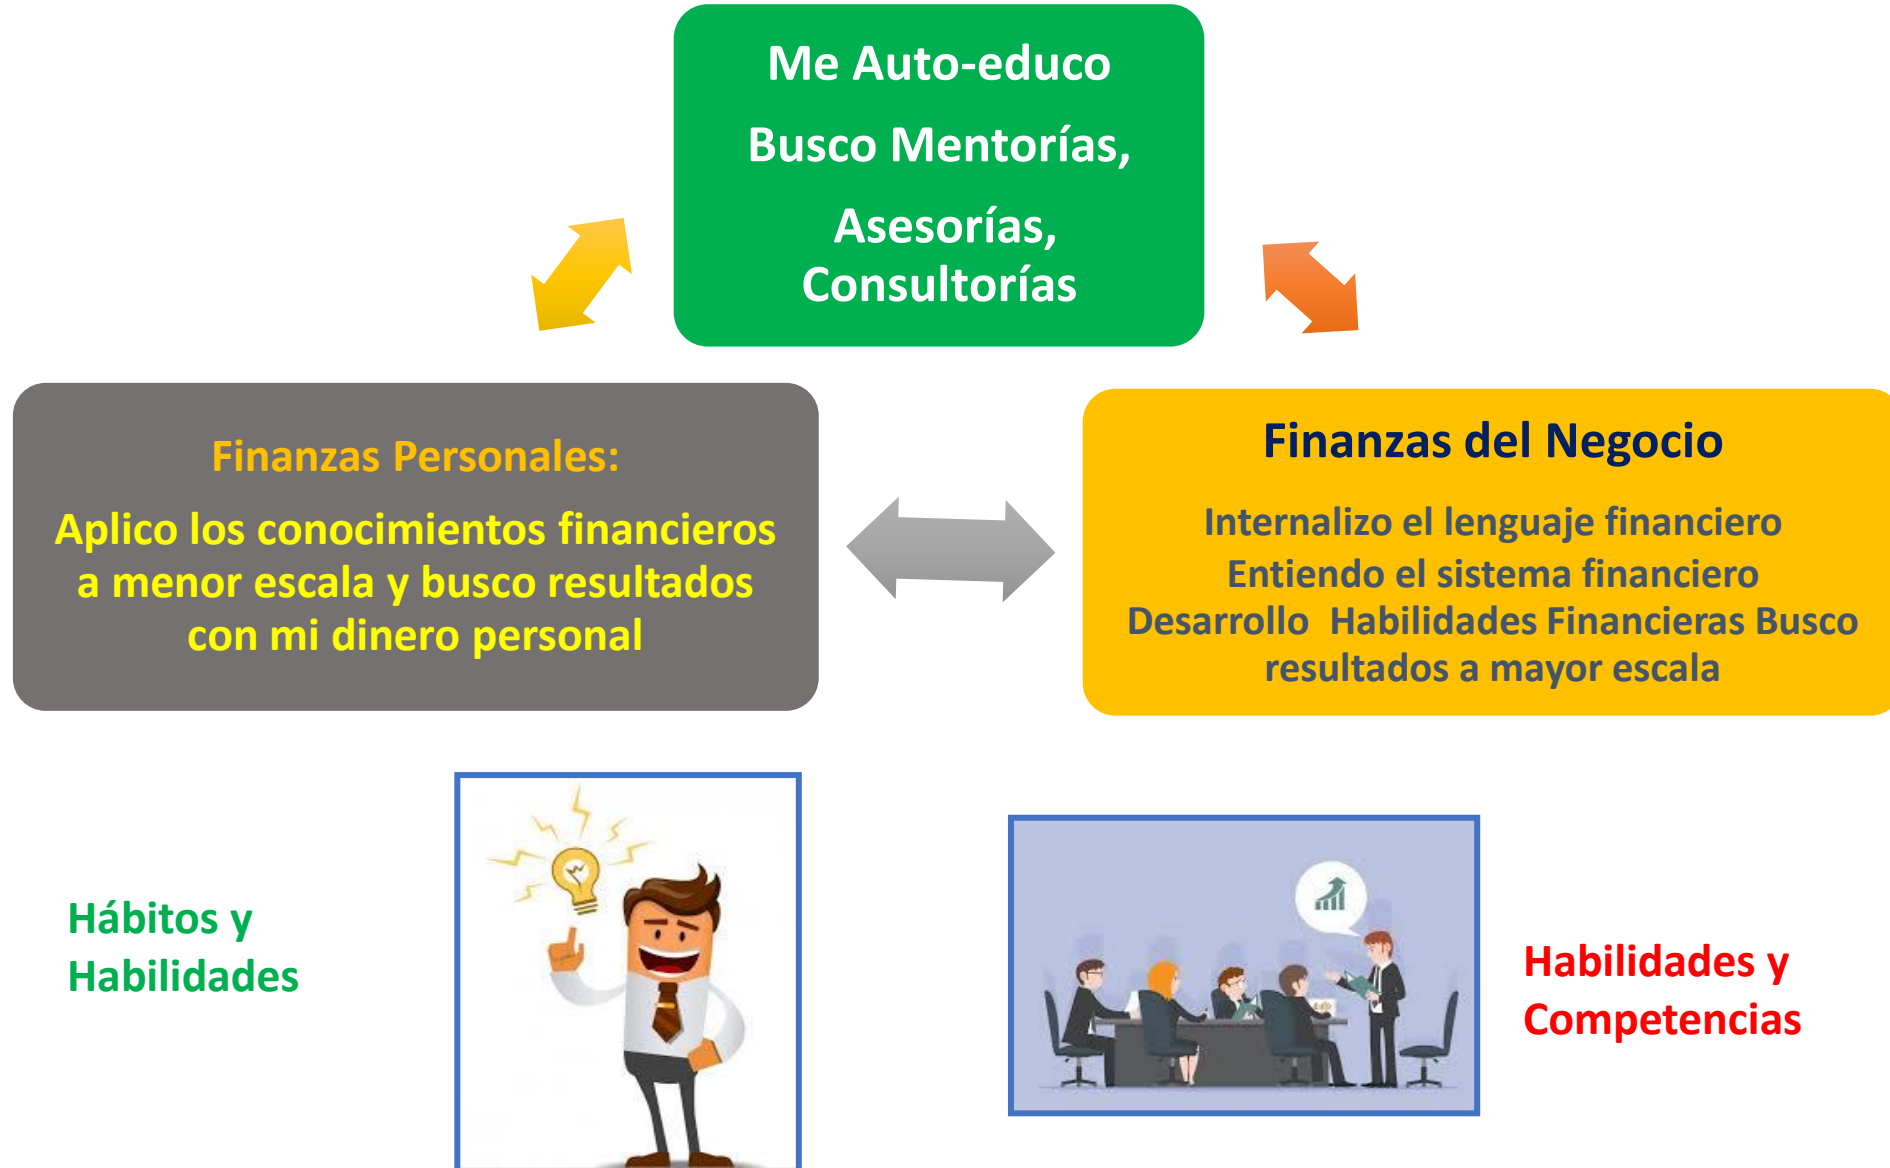 Me Auto-educo
Busco Mentorías,
Asesorías,
Consultorías
Finanzas Personales:
Aplico los conocimientos financieros
a menor escala y busco resultados
con mi dinero personal
Finanzas del Negocio
Internalizo el lenguaje financiero
Entiendo el sistema financiero
Desarrollo  Habilidades Financieras Busco
resultados a mayor escala
Hábitos y
Habilidades
Habilidades y
Competencias